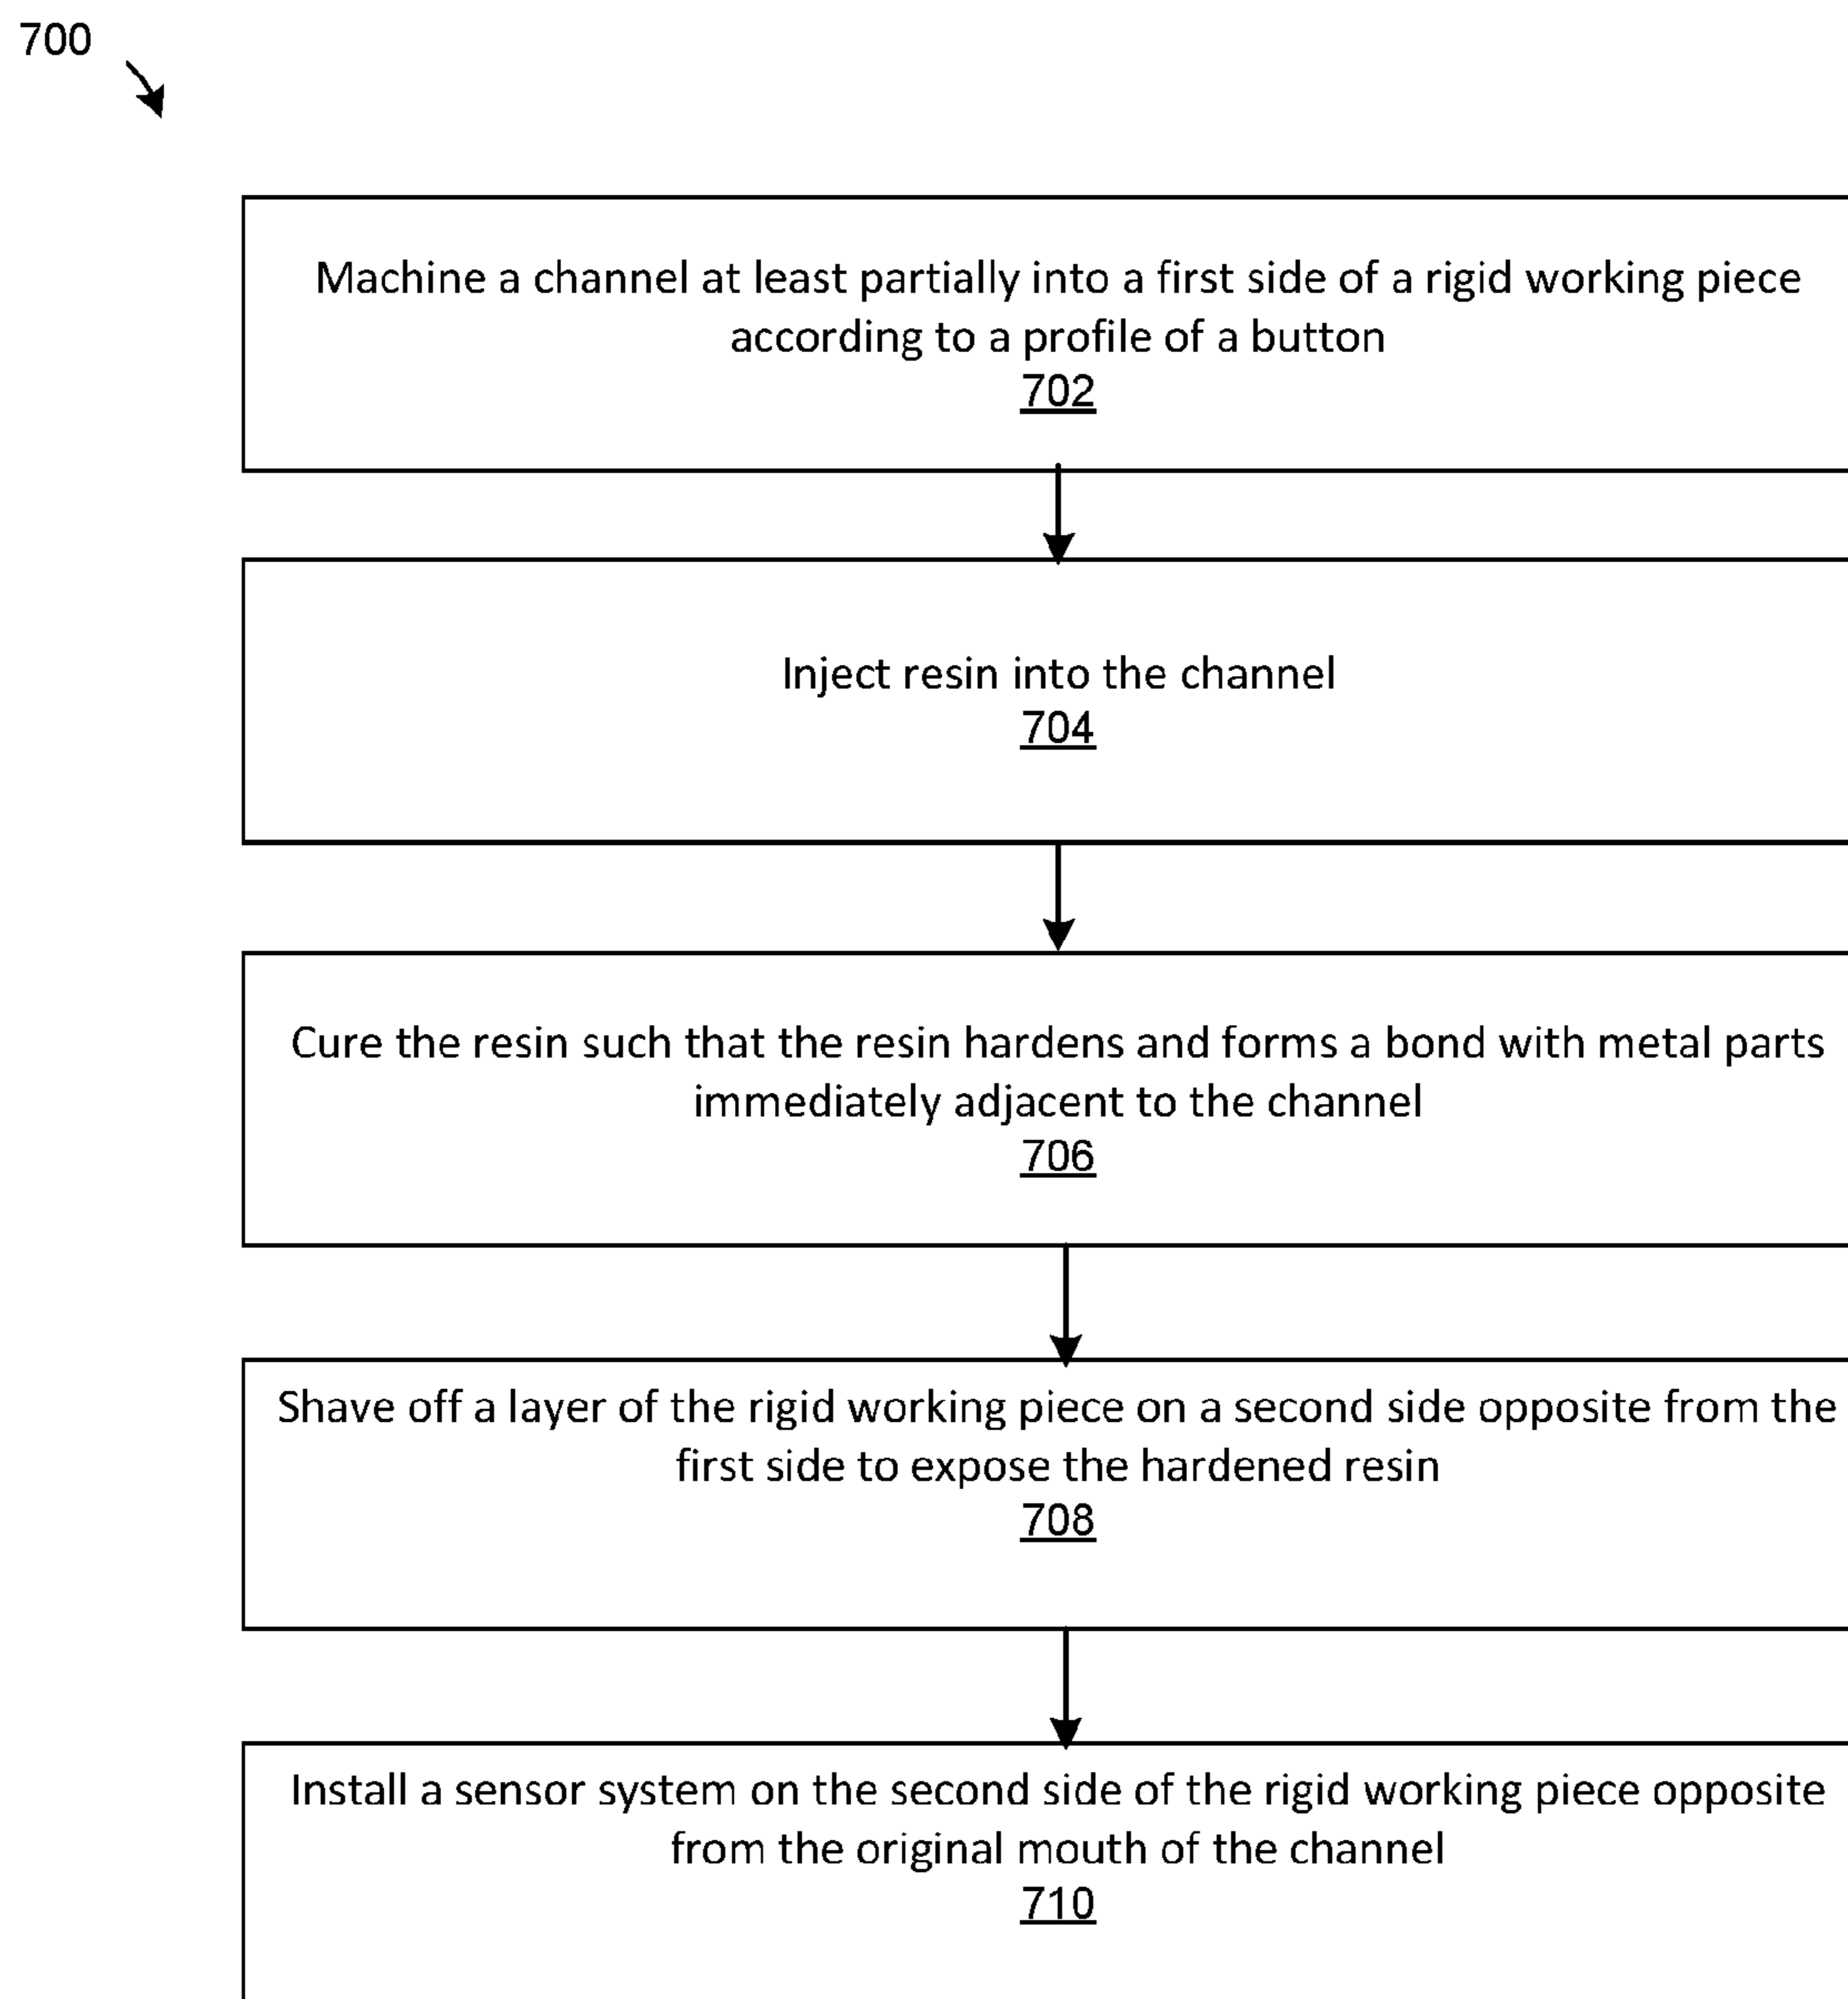 700
Machine a channel at least partially into a first side of a rigid working piece
according to a profile of a button
702
Inject resin into the channel
704
Cure the resin such that the resin hardens and forms a bond with metal parts
immediately adjacent to the channel
706
Shave off a layer of the rigid working piece on a second side opposite from the
first side to expose the hardened resin
708
Install a sensor system on the second side of the rigid working piece opposite
from the original mouth of the channel
710